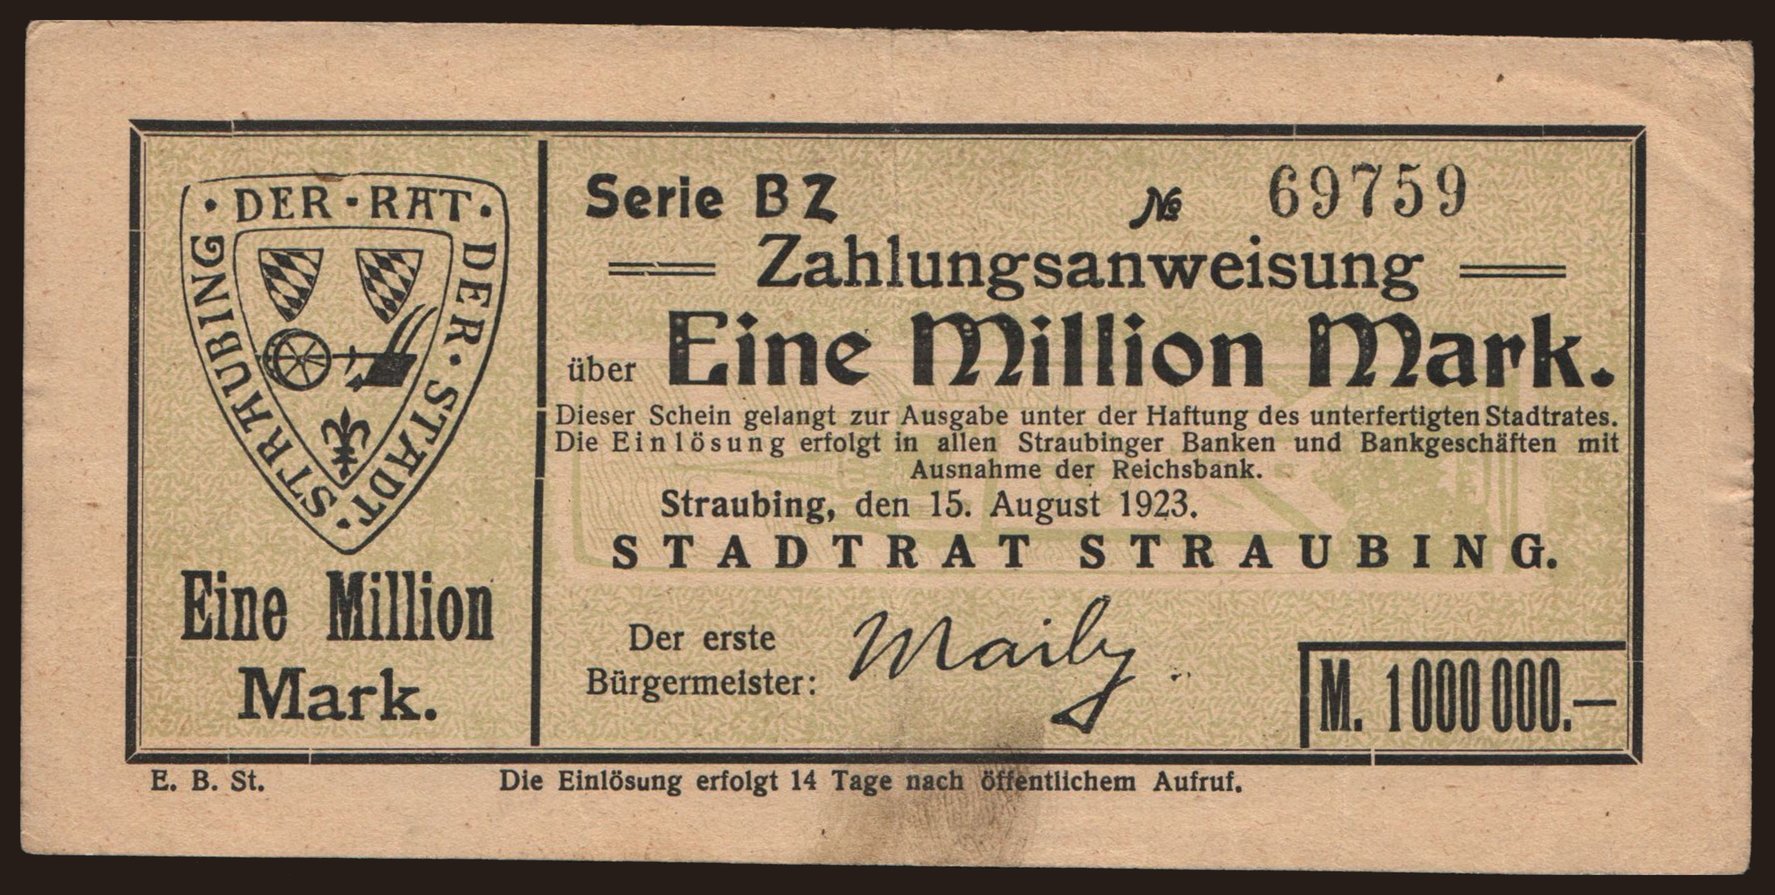 · DER · RAT · DER · STADT · STRAUBING
Eine Million
Mark.
Serie BZ № 69759
Zahlungsanweisung
über Eine Million Mark.
Dieser Schein gelangt zur Ausgabe unter der Haftung des unterfertigten Stadtrates.
Die Einlösung erfolgt in allen Straubinger Banken und Bankgeschäften mit
Ausnahme der Reichsbank.
Straubing, den 15. August 1923.
STADTRAT STRAUBING.
Der erste
Bürgermeister:
M. 1000 000.—
E. B. St. Die Einlösung erfolgt 14 Tage nach öffentlichem Aufruf.